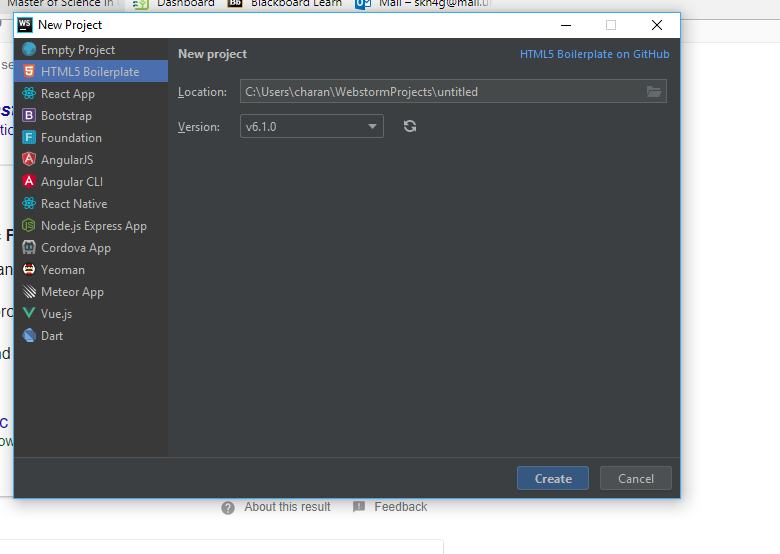 Master of Science in
Dashboard
Bb Blackboard Learn
Mail – skh4g@mail.u
WS New Project
Empty Project
HTML5 Boilerplate
React App
Bootstrap
Foundation
AngularJS
Angular CLI
React Native
Node.js Express App
Cordova App
Yeoman
Meteor App
Vue.js
Dart
New project
HTML5 Boilerplate on GitHub
Location: C:\Users\charan\WebstormProjects\untitled
Version: v6.1.0
Create
Cancel
About this result
Feedback